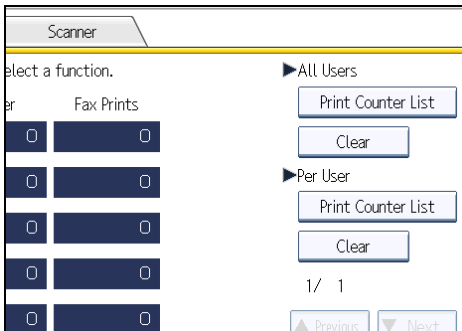 Scanner
elect a function.
er Fax Prints
0 0
0 0
0 0
0 0
0 0
▶All Users
Print Counter List
Clear
▶Per User
Print Counter List
Clear
1/ 1
▲ Previous ▼ Next